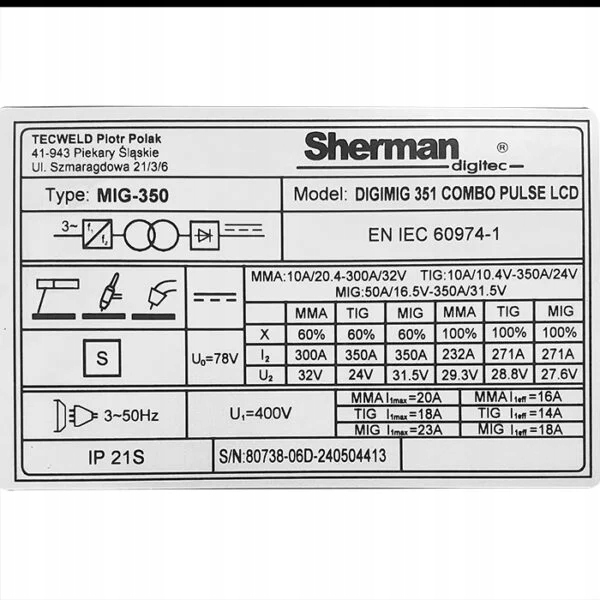 TECWELD Piotr Polak
41-943 Piekary Śląskie
Ul. Szmaragdowa 21/3/6
Sherman ®
digitec
Type: MIG-350
Model: DIGIMIG 351 COMBO PULSE LCD
3~ f₁ f₂
EN IEC 60974-1
MMA:10A/20.4-300A/32V TIG:10A/10.4V-350A/24V
MIG:50A/16.5V-350A/31.5V
MMA TIG MIG MMA TIG MIG
X 60% 60% 60% 100% 100% 100%
S U₀=78V I₂ 300A 350A 350A 232A 271A 271A
U₂ 32V 24V 31.5V 29.3V 28.8V 27.6V
3~50Hz U₁=400V
MMA I1max=20A MMA I1eff=16A
TIG I1max=18A TIG I1eff=14A
MIG I1max=23A MIG I1eff=18A
IP 21S
S/N:80738-06D-240504413